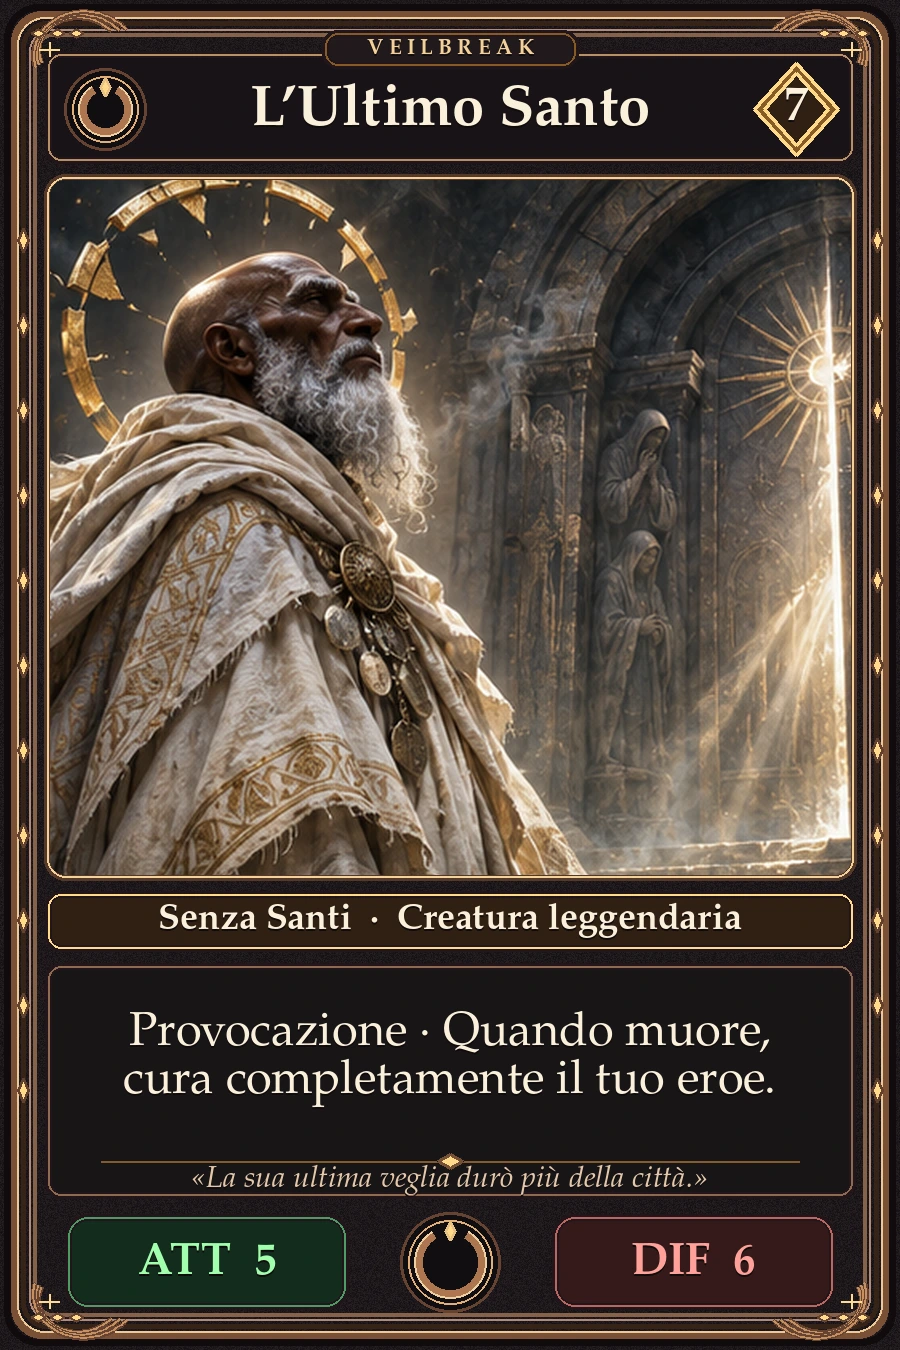 VEILBREAK
L’Ultimo Santo
7
Senza Santi · Creatura leggendaria
Provocazione · Quando muore,
cura completamente il tuo eroe.
«La sua ultima veglia durò più della città.»
ATT 5
DIF 6